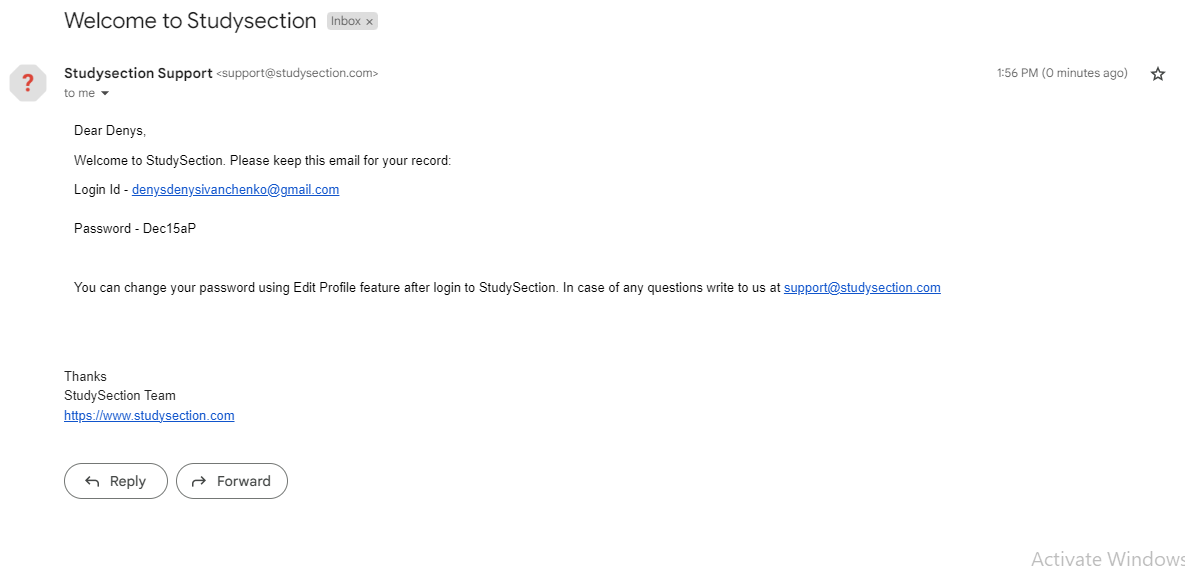 Welcome to Studysection Inbox ×
Studysection Support <support@studysection.com> 1:56 PM (0 minutes ago)
?
to me
Dear Denys,
Welcome to StudySection. Please keep this email for your record:
Login Id - denysdenysivanchenko@gmail.com
Password - Dec15aP
You can change your password using Edit Profile feature after login to StudySection. In case of any questions write to us at support@studysection.com
Thanks
StudySection Team
https://www.studysection.com
Reply Forward
Activate Windows